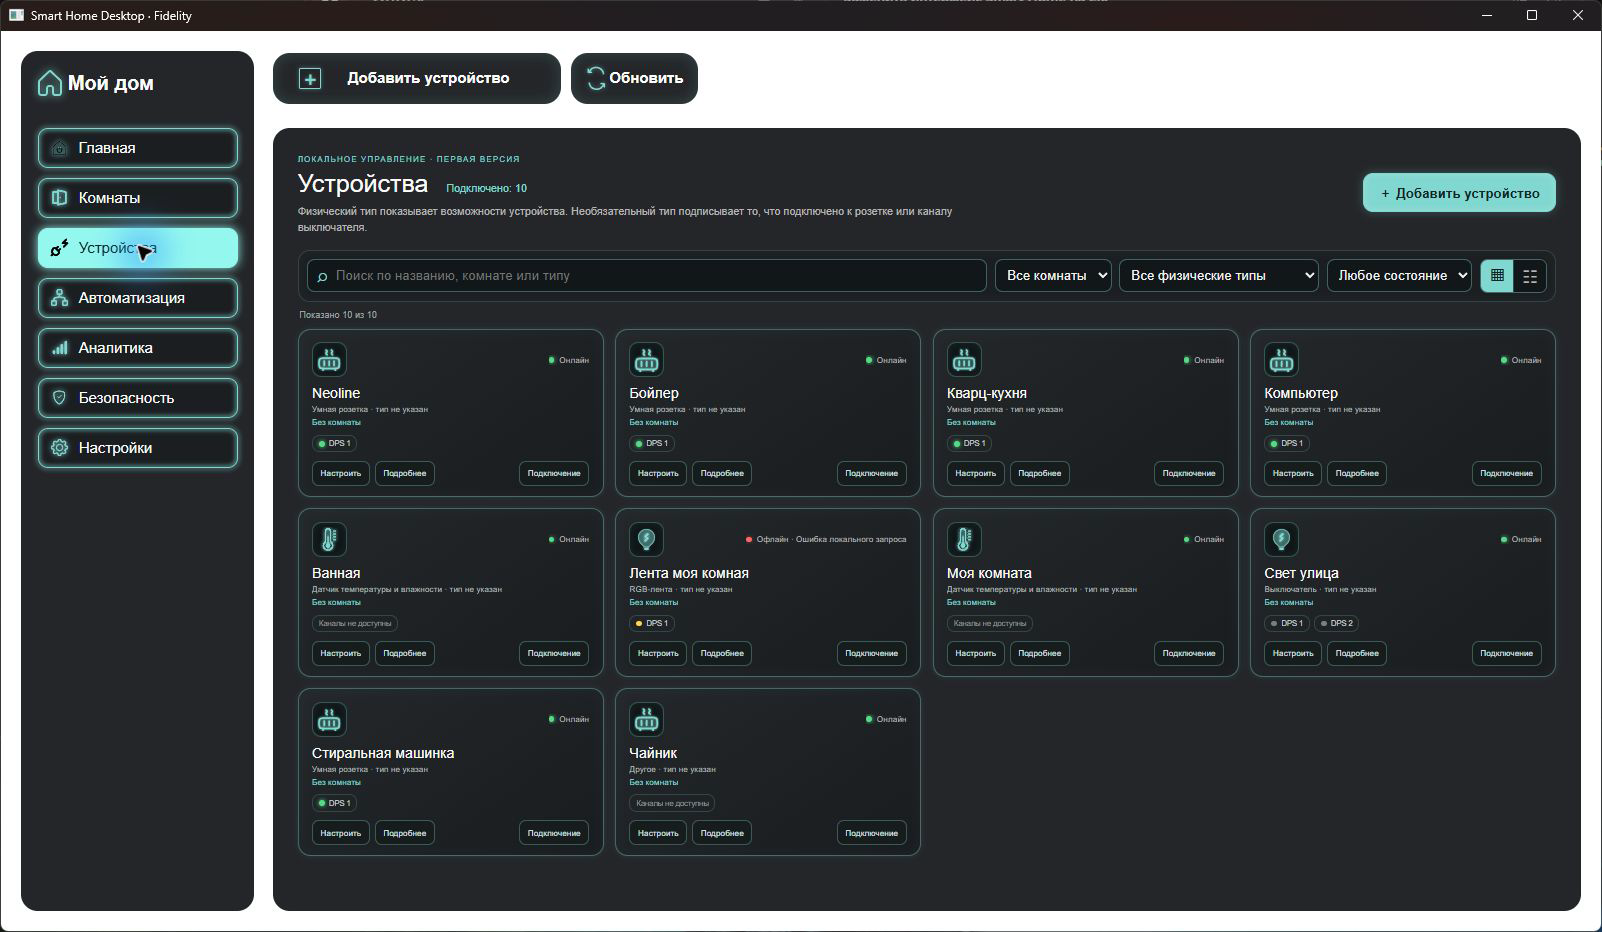 Smart Home Desktop · Fidelity
Мой дом
Главная
Комнаты
Устройства
Автоматизация
Аналитика
Безопасность
Настройки
Добавить устройство
Обновить
ЛОКАЛЬНОЕ УПРАВЛЕНИЕ · ПЕРВАЯ ВЕРСИЯ
Устройства Подключено: 10
+ Добавить устройство
Физический тип показывает возможности устройства. Необязательный тип подписывает то, что подключено к розетке или каналу
выключателя.
Поиск по названию, комнате или типу
Все комнаты
Все физические типы
Любое состояние
Показано 10 из 10
Онлайн
Neoline
Умная розетка · тип не указан
Без комнаты
DPS 1
Настроить Подробнее Подключение
Онлайн
Бойлер
Умная розетка · тип не указан
Без комнаты
DPS 1
Настроить Подробнее Подключение
Онлайн
Кварц-кухня
Умная розетка · тип не указан
Без комнаты
DPS 1
Настроить Подробнее Подключение
Онлайн
Компьютер
Умная розетка · тип не указан
Без комнаты
DPS 1
Настроить Подробнее Подключение
Онлайн
Ванная
Датчик температуры и влажности · тип не указан
Без комнаты
Каналы не доступны
Настроить Подробнее Подключение
Офлайн · Ошибка локального запроса
Лента моя комная
RGB-лента · тип не указан
Без комнаты
DPS 1
Настроить Подробнее Подключение
Онлайн
Моя комната
Датчик температуры и влажности · тип не указан
Без комнаты
Каналы не доступны
Настроить Подробнее Подключение
Онлайн
Свет улица
Выключатель · тип не указан
Без комнаты
DPS 1 DPS 2
Настроить Подробнее Подключение
Онлайн
Стиральная машинка
Умная розетка · тип не указан
Без комнаты
DPS 1
Настроить Подробнее Подключение
Онлайн
Чайник
Другое · тип не указан
Без комнаты
Каналы не доступны
Настроить Подробнее Подключение